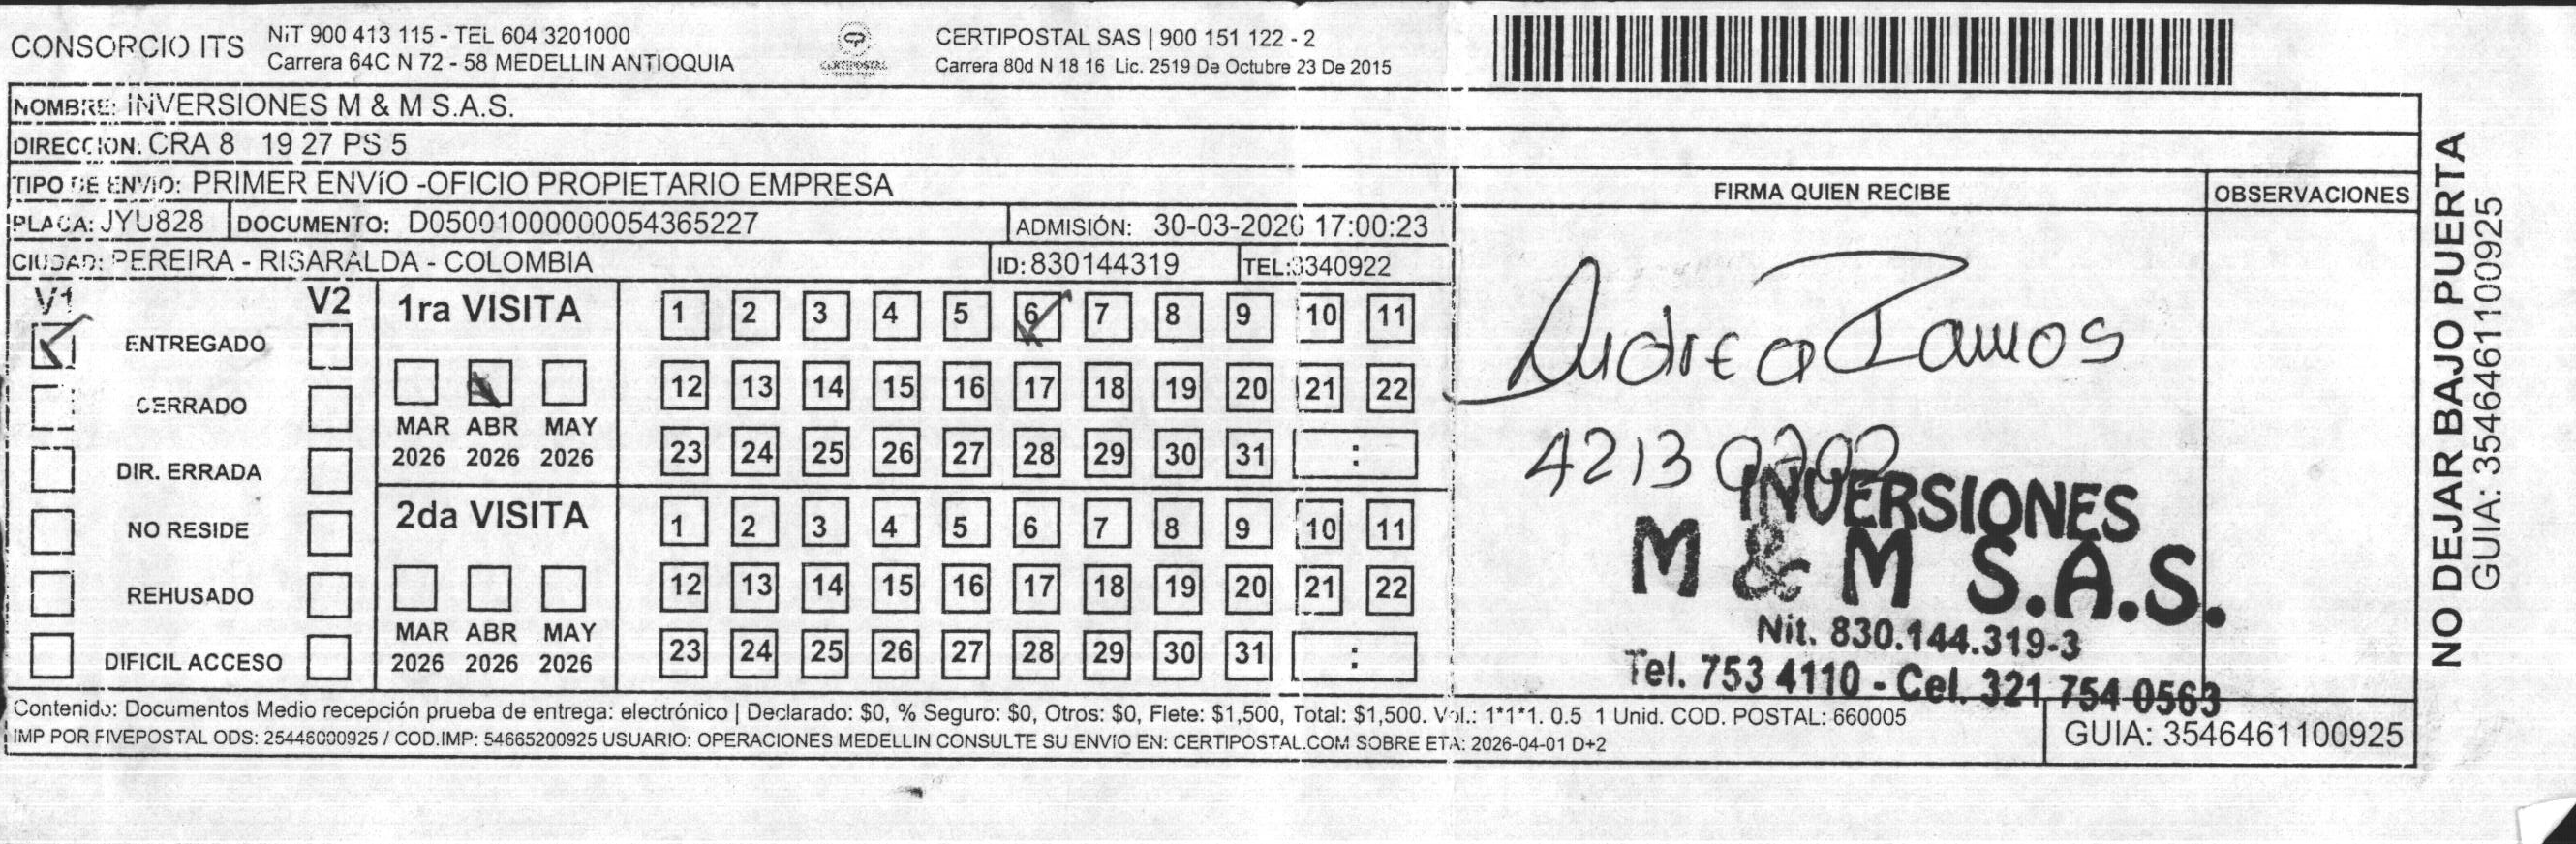 CONSORCIO ITS
NiT 900 413 115 - TEL 604 3201000
Carrera 64C N 72 - 58 MEDELLIN ANTIOQUIA
CERTIPOSTAL
CERTIPOSTAL SAS | 900 151 122 - 2
Carrera 80d N 18 16 Lic. 2519 De Octubre 23 De 2015
NOMBRE: INVERSIONES M & M S.A.S.
DIRECCION: CRA 8 19 27 PS 5
TIPO DE ENVIO: PRIMER ENVíO -OFICIO PROPIETARIO EMPRESA
PLACA: JYU828 DOCUMENTO: D05001000000054365227 ADMISIÓN: 30-03-2026 17:00:23
CIUDAD: PEREIRA - RISARALDA - COLOMBIA ID: 830144319 TEL:3340922
V1 V2
ENTREGADO
CERRADO
DIR. ERRADA
NO RESIDE
REHUSADO
DIFICIL ACCESO
1ra VISITA
MAR ABR MAY
2026 2026 2026
1 2 3 4 5 6 7 8 9 10 11
12 13 14 15 16 17 18 19 20 21 22
23 24 25 26 27 28 29 30 31 :
2da VISITA
MAR ABR MAY
2026 2026 2026
1 2 3 4 5 6 7 8 9 10 11
12 13 14 15 16 17 18 19 20 21 22
23 24 25 26 27 28 29 30 31 :
FIRMA QUIEN RECIBE
OBSERVACIONES
Andrea Ramos
4213
INVERSIONES
M & M S.A.S.
Nit. 830.144.319-3
Tel. 753 4110 - Cel. 321 754 0563
Contenido: Documentos Medio recepción prueba de entrega: electrónico | Declarado: $0, % Seguro: $0, Otros: $0, Flete: $1,500, Total: $1,500. Vol.: 1*1*1. 0.5 1 Unid. COD. POSTAL: 660005
IMP POR FIVEPOSTAL ODS: 25446000925 / COD.IMP: 54665200925 USUARIO: OPERACIONES MEDELLIN CONSULTE SU ENVIO EN: CERTIPOSTAL.COM SOBRE ETA: 2026-04-01 D+2
GUIA: 3546461100925
NO DEJAR BAJO PUERTA
GUIA: 3546461100925